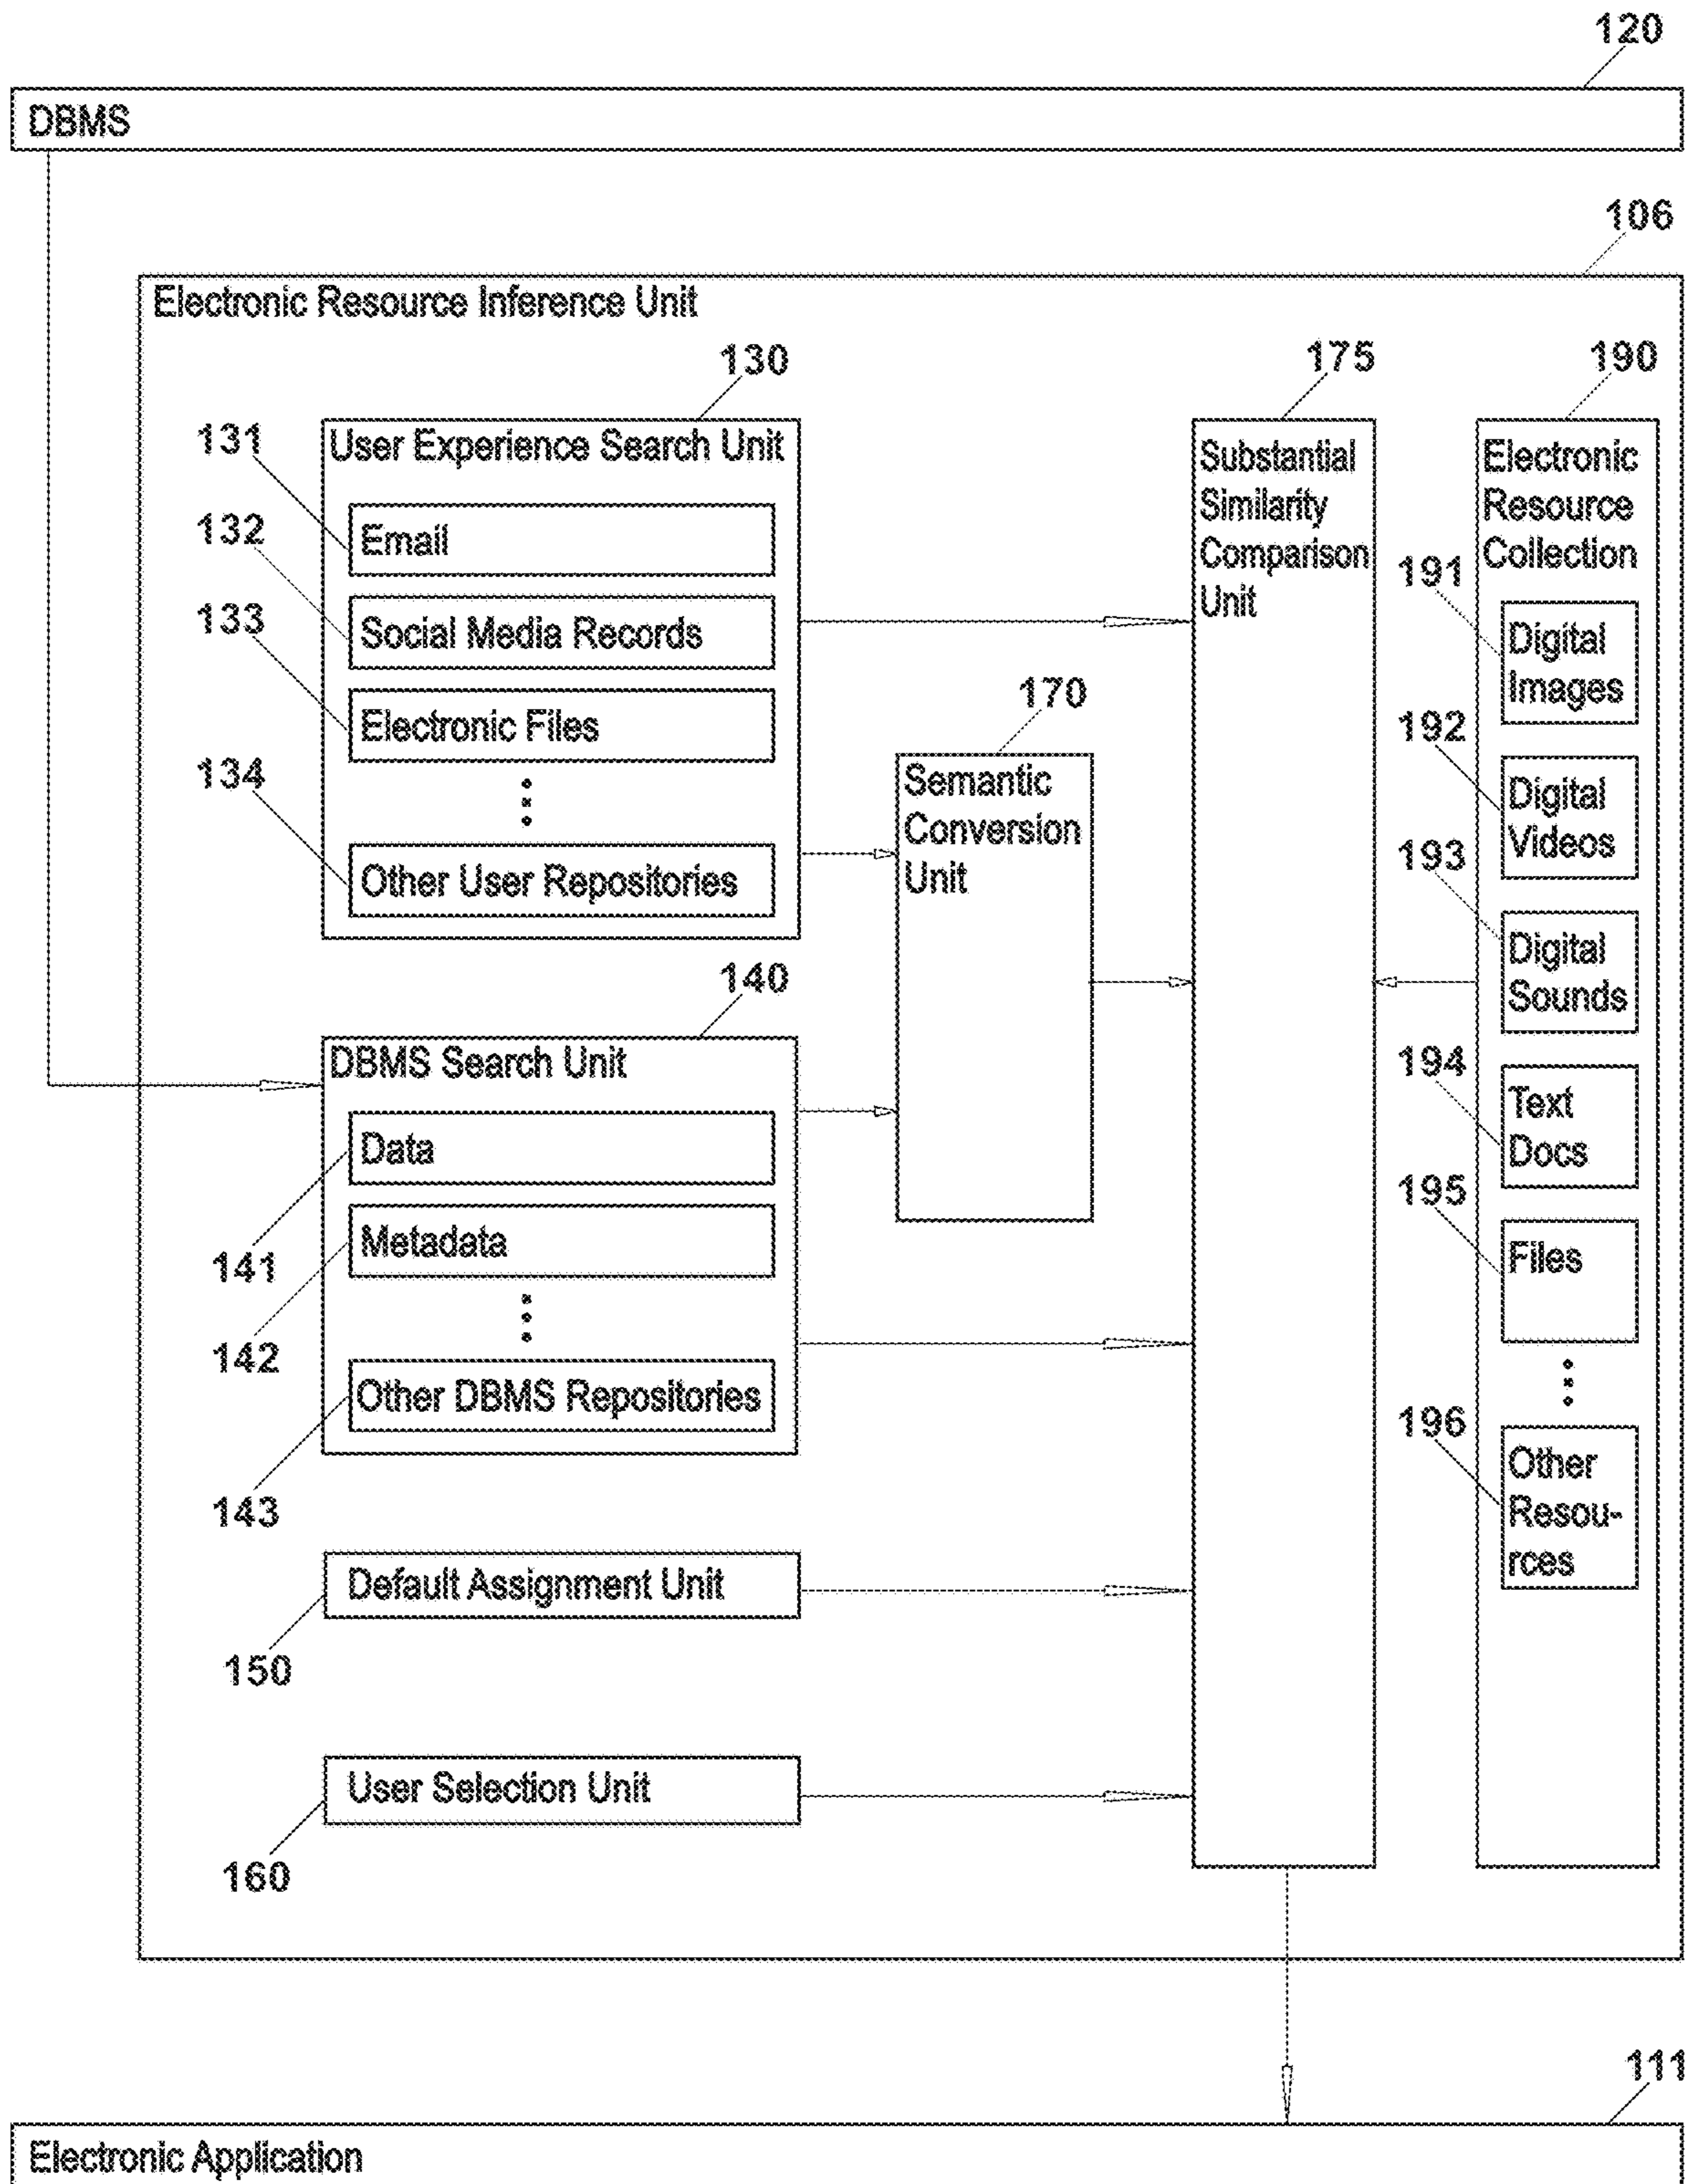 120
DBMS
106
Electronic Resource Inference Unit
130
175
190
131
User Experience Search Unit
132
Email
133
Social Media Records
Electronic Files
134
Other User Repositories
170
Semantic
Conversion
Unit
Substantial
Similarity
Comparison
Unit
Electronic
Resource
Collection
191
Digital
Images
192
Digital
Videos
193
Digital
Sounds
194
Text
Docs
195
Files
196
Other
Resou-
rces
140
DBMS Search Unit
Data
141
Metadata
142
Other DBMS Repositories
143
Default Assignment Unit
150
User Selection Unit
160
111
Electronic Application